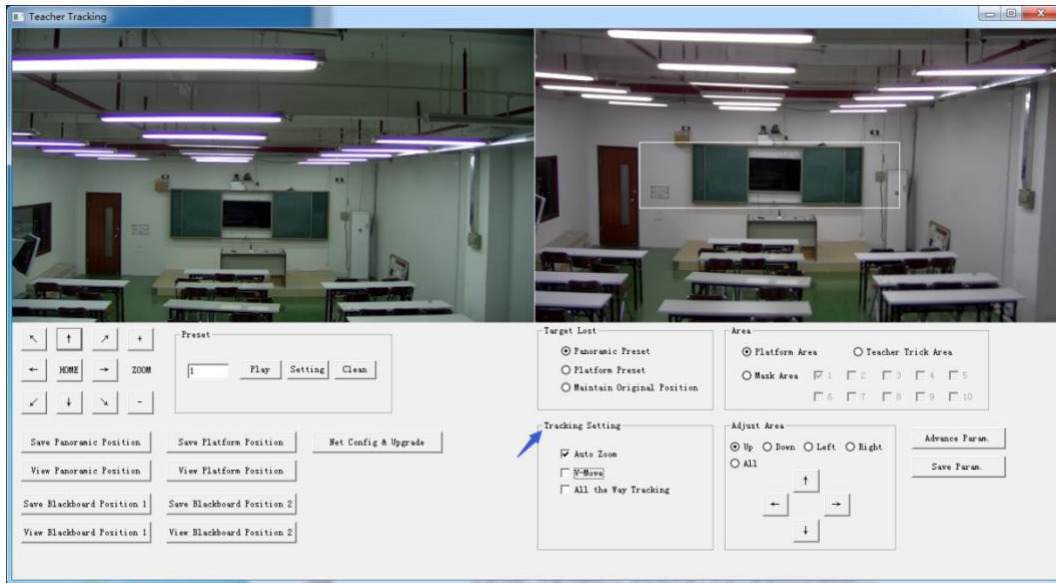 Teacher Tracking
Preset
1
Play
Setting
Clean
HOME
ZOOM
+
-
Save Panoramic Position
Save Platform Position
Net Config & Upgrade
View Panoramic Position
View Platform Position
Save Blackboard Position 1
Save Blackboard Position 2
View Blackboard Position 1
View Blackboard Position 2
Target Lost
Panoramic Preset
Platform Preset
Maintain Original Position
Tracking Setting
Auto Zoom
V-Move
All the Way Tracking
Area
Platform Area
Teacher Trick Area
Mask Area
1 2 3 4 5
6 7 8 9 10
Adjust Area
Up Down Left Right
All
Advance Param.
Save Param.